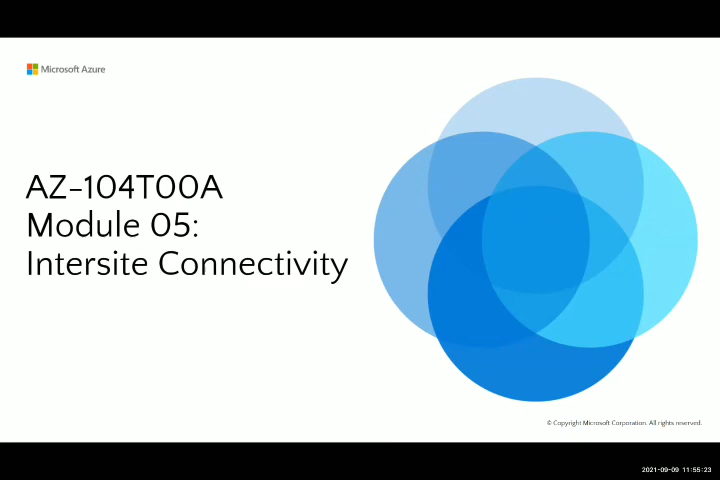 Microsoft Azure
AZ-104T00A
Module 05:
Intersite Connectivity
© Copyright Microsoft Corporation. All rights reserved.
2021-09-09 11:55:23